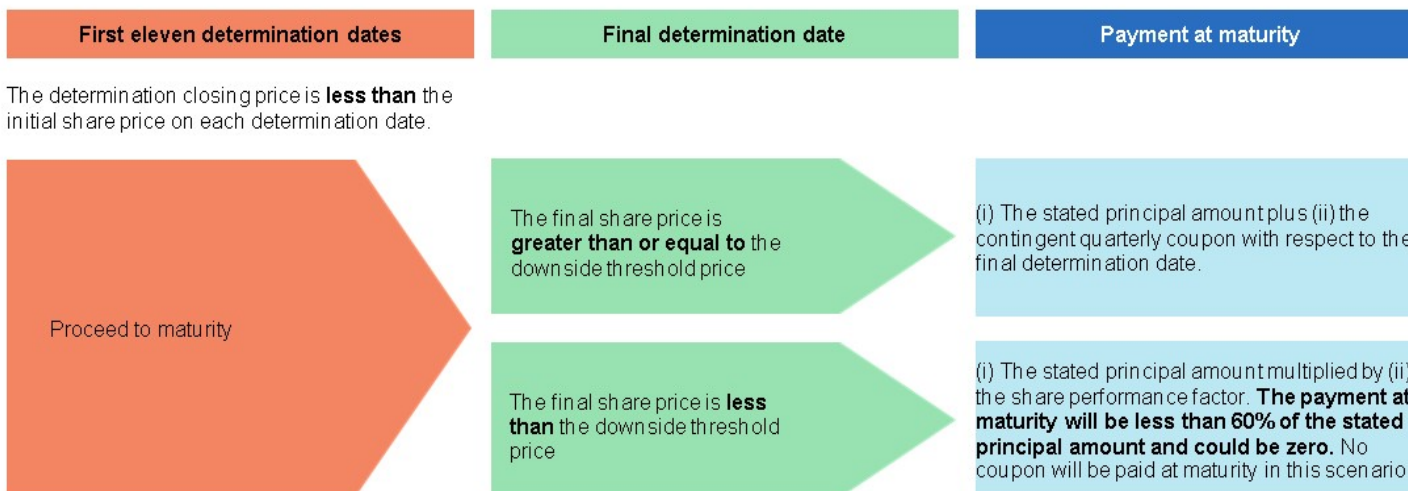 First eleven determination dates
Final determination date
Payment at maturity
The determination closing price is less than the
initial share price on each determination date.
Proceed to maturity
The final share price is
greater than or equal to the
downside threshold price
(i) The stated principal amount plus (ii) the
contingent quarterly coupon with respect to the
final determination date.
The final share price is less
than the downside threshold
price
(i) The stated principal amount multiplied by (ii)
the share performance factor. The payment at
maturity will be less than 60% of the stated
principal amount and could be zero. No
coupon will be paid at maturity in this scenario